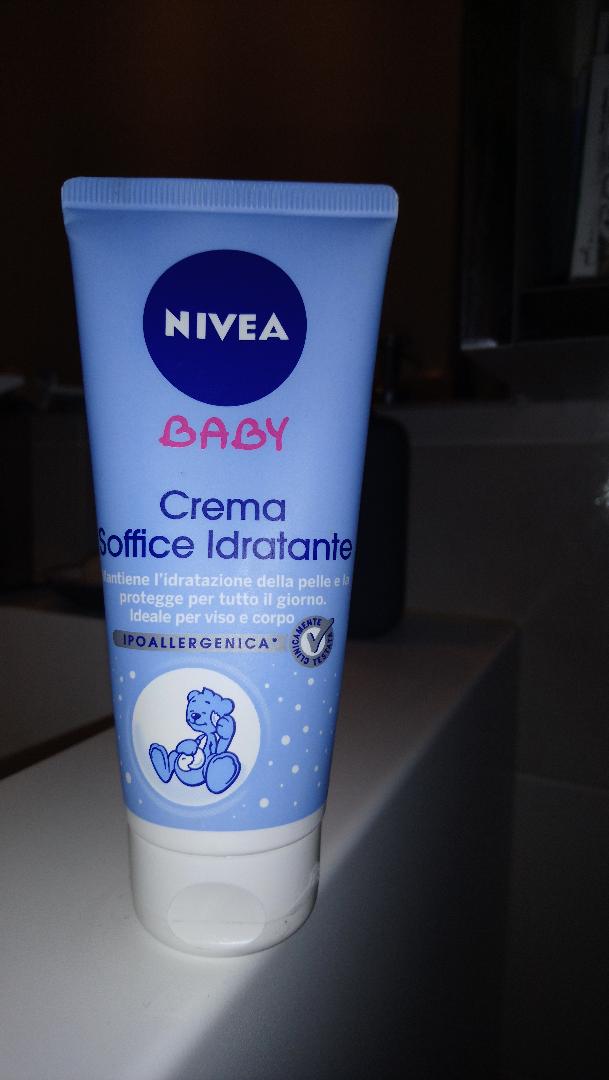 NIVEA
BABY
Crema
Soffice Idratante
Mantiene l'idratazione della pelle e la
protegge per tutto il giorno.
Ideale per viso e corpo
IPOALLERGENICA*
CLINICAMENTE TESTATA